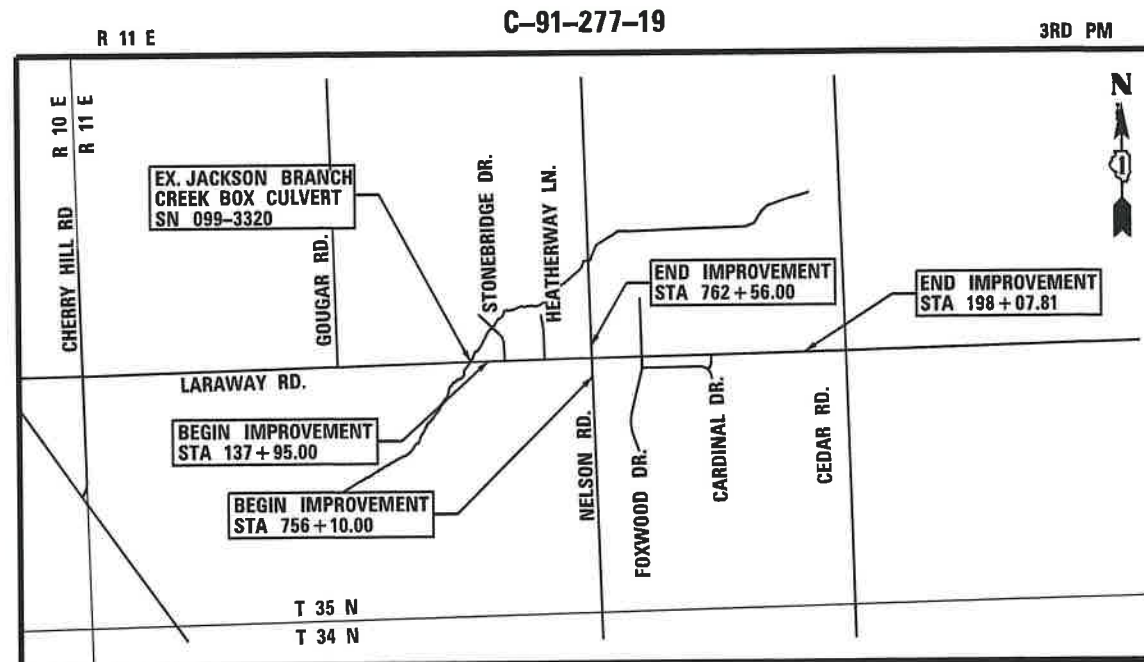 C-91-277-19
R 11 E
3RD PM
R 10 E
R 11 E
N
EX. JACKSON BRANCH
CREEK BOX CULVERT
SN 099-3320
CHERRY HILL RD
GOUGAR RD.
STONEBRIDGE DR.
HEATHERWAY LN.
END IMPROVEMENT
STA 762+56.00
END IMPROVEMENT
STA 198+07.81
LARAWAY RD.
BEGIN IMPROVEMENT
STA 137+95.00
BEGIN IMPROVEMENT
STA 756+10.00
NELSON RD.
FOXWOOD DR.
CARDINAL DR.
CEDAR RD.
T 35 N
T 34 N